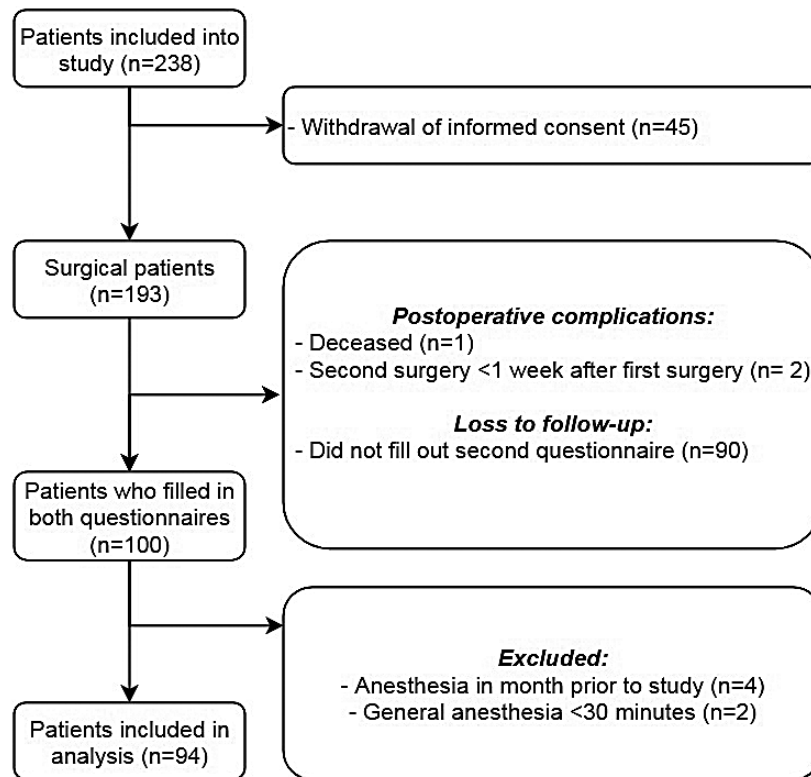 Patients included into
study (n=238)
- Withdrawal of informed consent (n=45)
Surgical patients
(n=193)
Postoperative complications:
- Deceased (n=1)
- Second surgery <1 week after first surgery (n= 2)
Loss to follow-up:
- Did not fill out second questionnaire (n=90)
Patients who filled in
both questionnaires
(n=100)
Excluded:
- Anesthesia in month prior to study (n=4)
- General anesthesia <30 minutes (n=2)
Patients included in
analysis (n=94)